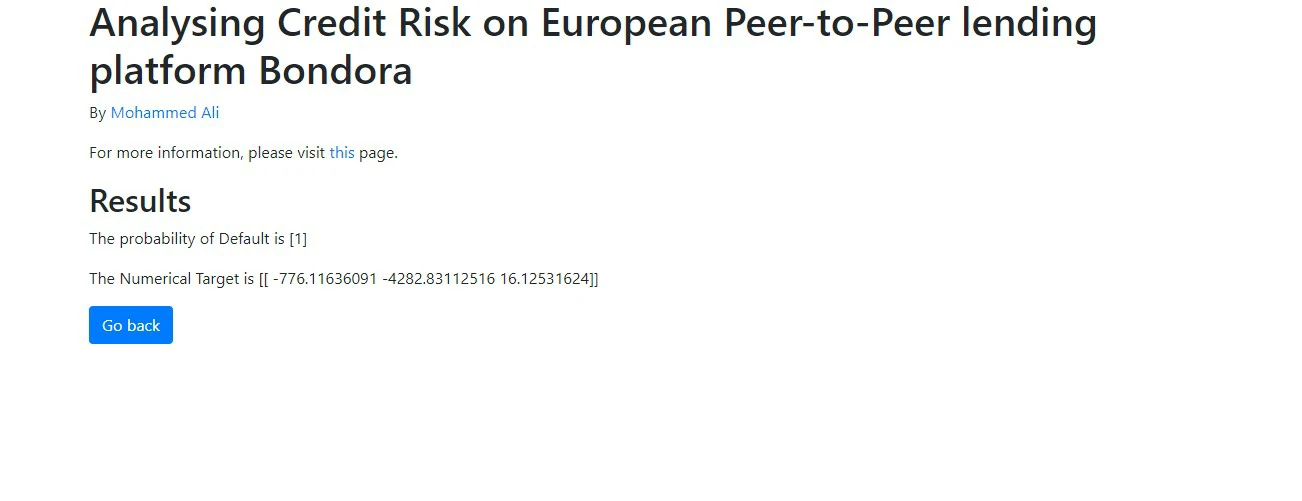 Analysing Credit Risk on European Peer-to-Peer lending
platform Bondora
By Mohammed Ali
For more information, please visit this page.
Results
The probability of Default is [1]
The Numerical Target is [[ -776.11636091 -4282.83112516 16.12531624]]
Go back